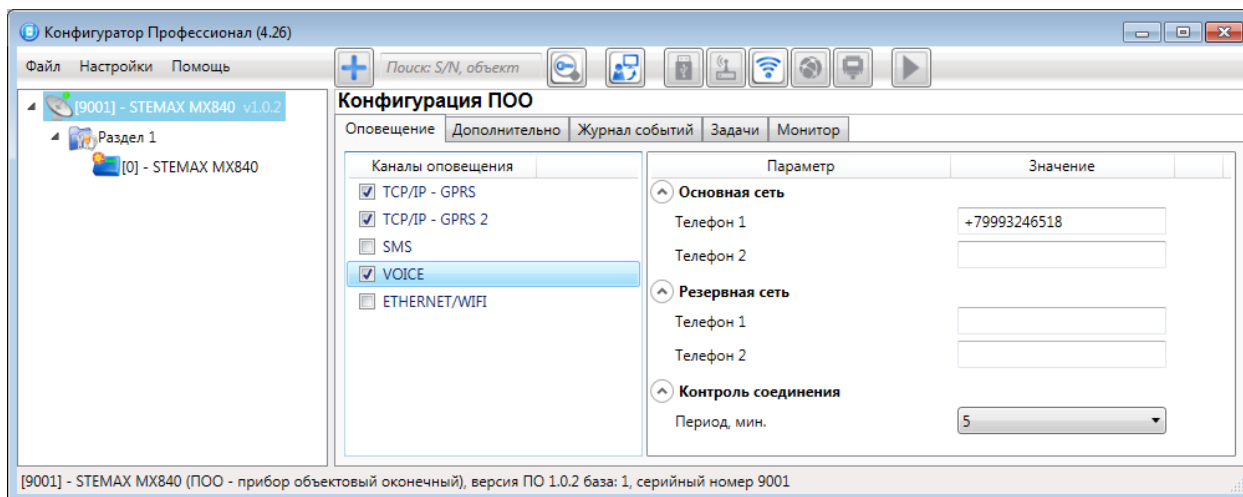 Конфигуратор Профессионал (4.26)
Файл Настройки Помощь
Поиск: S/N, объект
[9001] - STEMAX MX840 v1.0.2
Раздел 1
[0] - STEMAX MX840
Конфигурация ПОО
Оповещение Дополнительно Журнал событий Задачи Монитор
Каналы оповещения
TCP/IP - GPRS
TCP/IP - GPRS 2
SMS
VOICE
ETHERNET/WIFI
Параметр Значение
Основная сеть
Телефон 1 +79993246518
Телефон 2
Резервная сеть
Телефон 1
Телефон 2
Контроль соединения
Период, мин. 5
[9001] - STEMAX MX840 (ПОО - прибор объектовый оконечный), версия ПО 1.0.2 база: 1, серийный номер 9001